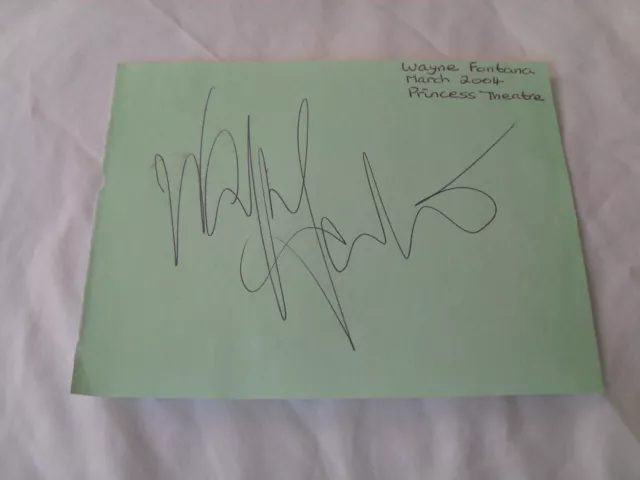 Wayne Fontana
March 2004
Princess Theatre